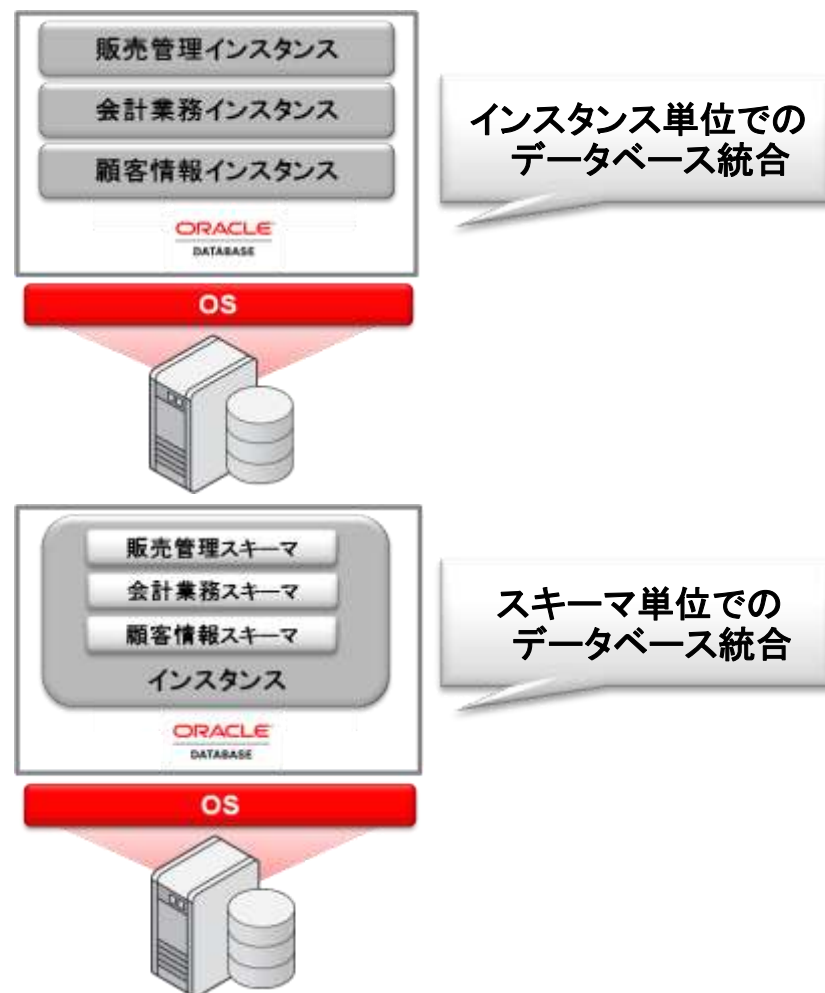 販売管理インスタンス
会計業務インスタンス
顧客情報インスタンス
ORACLE
DATABASE
OS
インスタンス単位での
データベース統合
販売管理スキーマ
会計業務スキーマ
顧客情報スキーマ
インスタンス
ORACLE
DATABASE
OS
スキーマ単位での
データベース統合